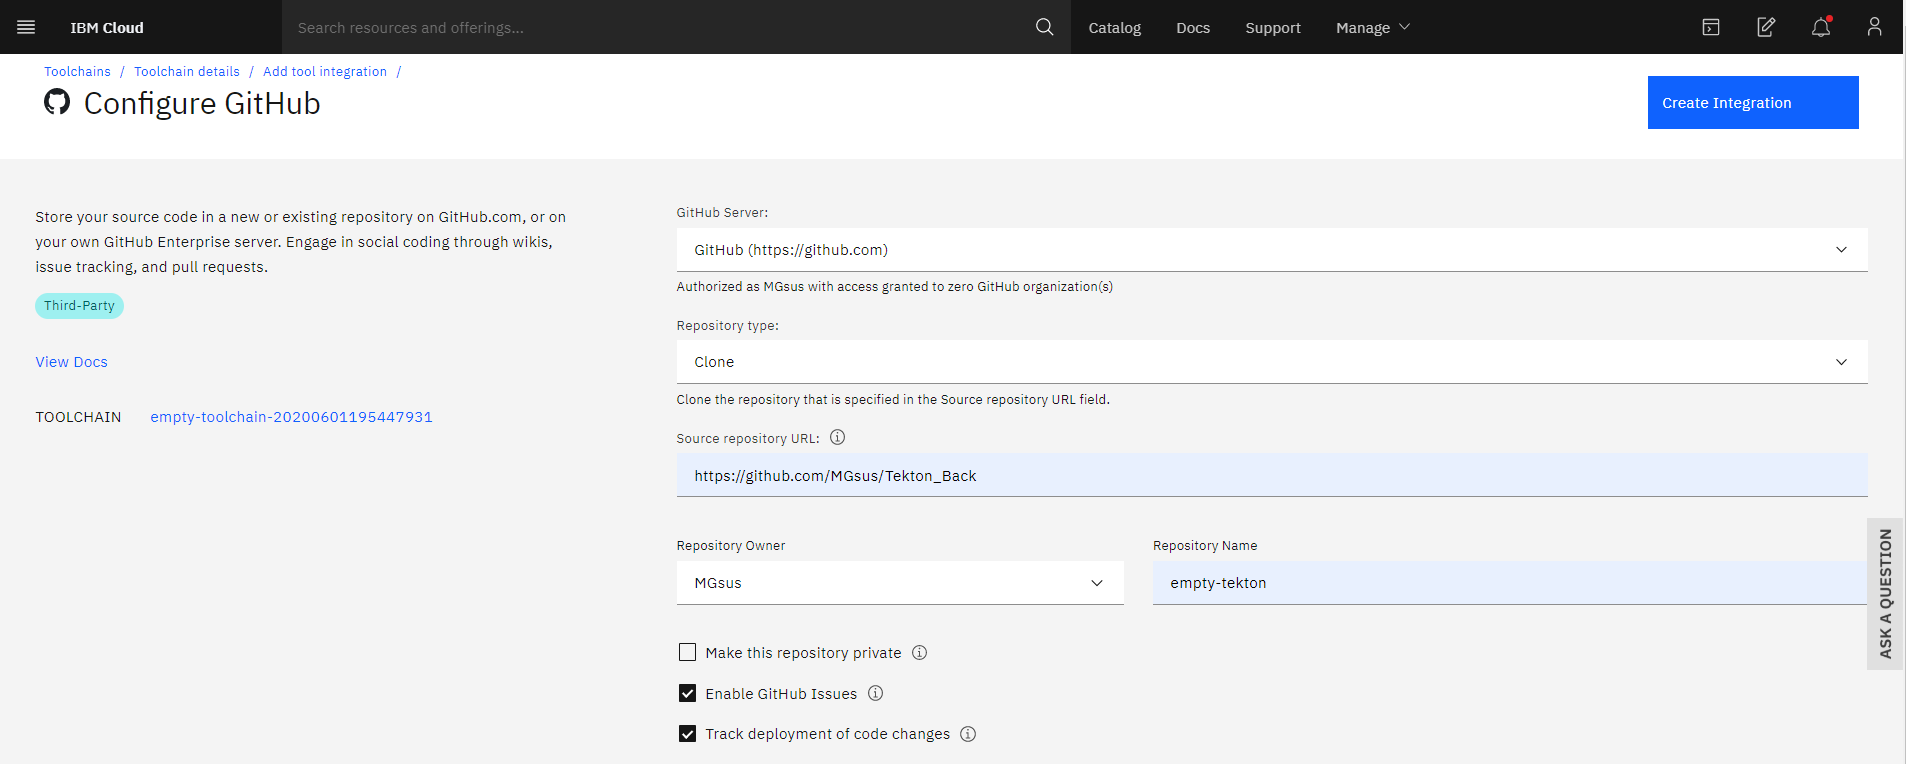 IBM Cloud
Search resources and offerings...
Catalog
Docs
Support
Manage
Toolchains / Toolchain details / Add tool integration /
Configure GitHub
Create Integration
Store your source code in a new or existing repository on GitHub.com, or on
your own GitHub Enterprise server. Engage in social coding through wikis,
issue tracking, and pull requests.
Third-Party
View Docs
TOOLCHAIN empty-toolchain-20200601195447931
GitHub Server:
GitHub (https://github.com)
Authorized as MGsus with access granted to zero GitHub organization(s)
Repository type:
Clone
Clone the repository that is specified in the Source repository URL field.
Source repository URL:
https://github.com/MGsus/Tekton_Back
Repository Owner
MGsus
Repository Name
empty-tekton
Make this repository private
Enable GitHub Issues
Track deployment of code changes
ASK A QUESTION